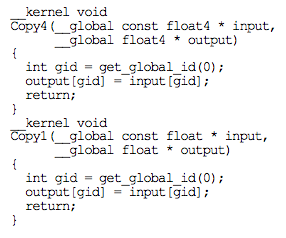 __kernel void
Copy4(__global const float4 * input,
      __global float4 * output)
{
  int gid = get_global_id(0);
  output[gid] = input[gid];
  return;
}
__kernel void
Copy1(__global const float * input,
      __global float * output)
{
  int gid = get_global_id(0);
  output[gid] = input[gid];
  return;
}